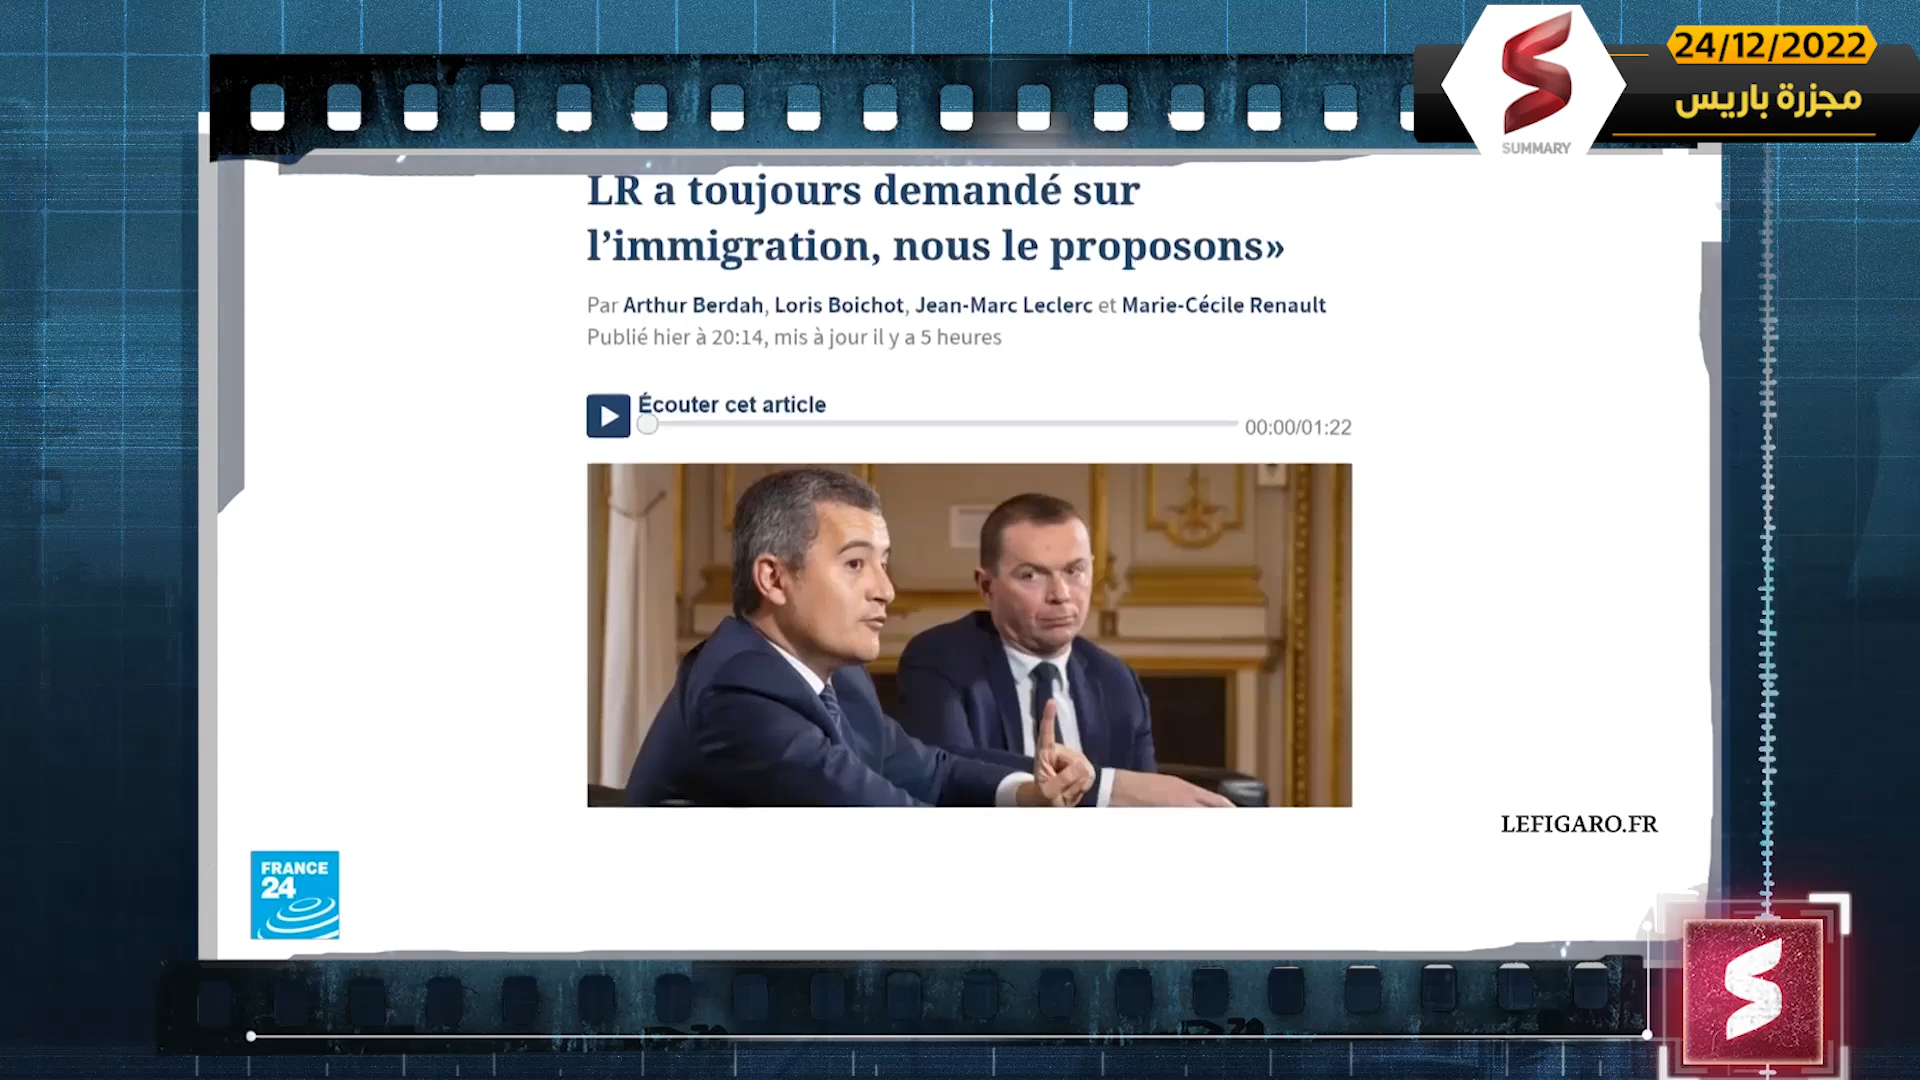 24/12/2022
مجزرة باريس
SUMMARY
LR a toujours demandé sur
l’immigration, nous le proposons»
Par Arthur Berdah, Loris Boichot, Jean-Marc Leclerc et Marie-Cécile Renault
Publié hier à 20:14, mis à jour il y a 5 heures
Écouter cet article
00:00/01:22
LEFIGARO.FR
FRANCE
24